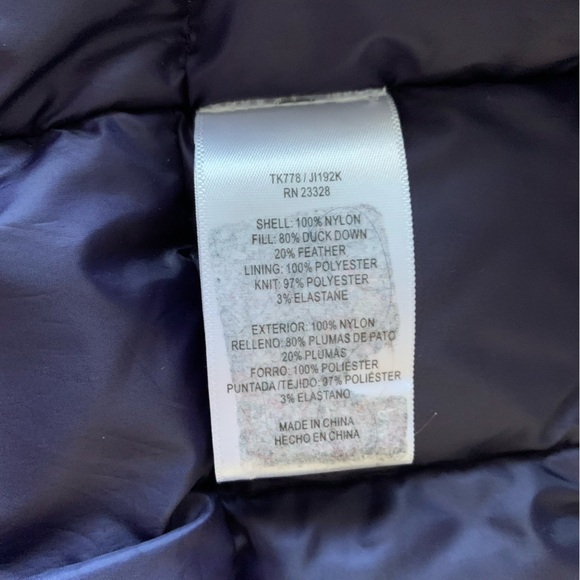 TK778 / JI192K
RN 23328
SHELL: 100% NYLON
FILL: 80% DUCK DOWN
20% FEATHER
LINING: 100% POLYESTER
KNIT: 97% POLYESTER
3% ELASTANE
EXTERIOR: 100% NYLON
RELLENO: 80% PLUMAS DE PATO
20% PLUMAS
FORRO: 100% POLIÉSTER
PUNTADA/TEJIDO: 97% POLIÉSTER
3% ELASTANO
MADE IN CHINA
HECHO EN CHINA